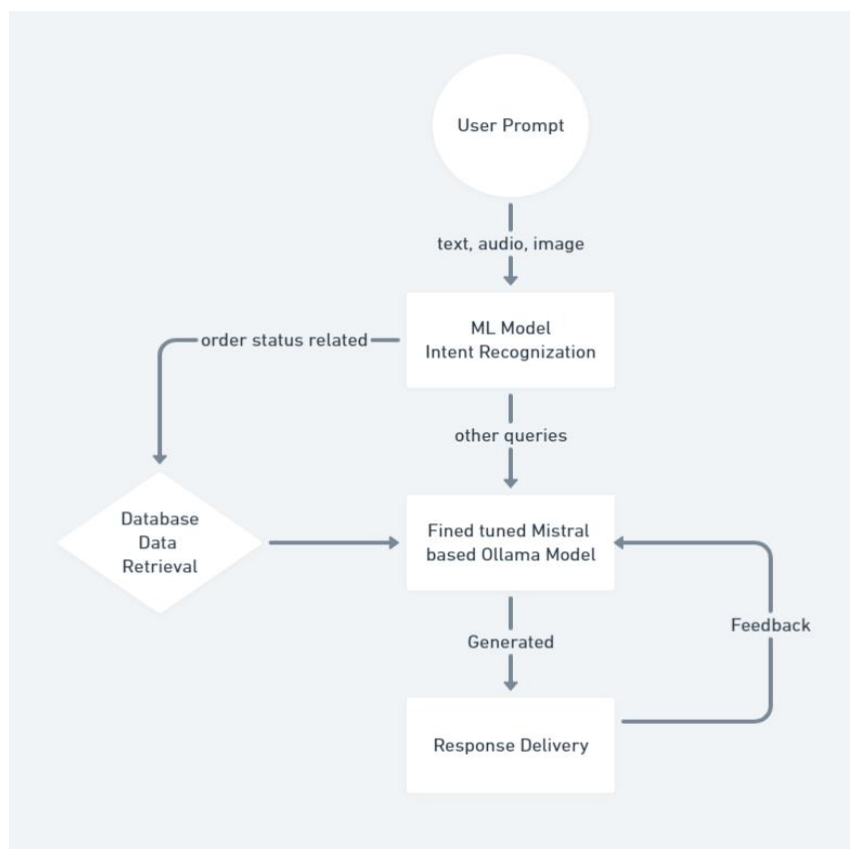 User Prompt
text, audio, image
ML Model
Intent Recognization
order status related
other queries
Database
Data
Retrieval
Fined tuned Mistral
based Ollama Model
Feedback
Generated
Response Delivery